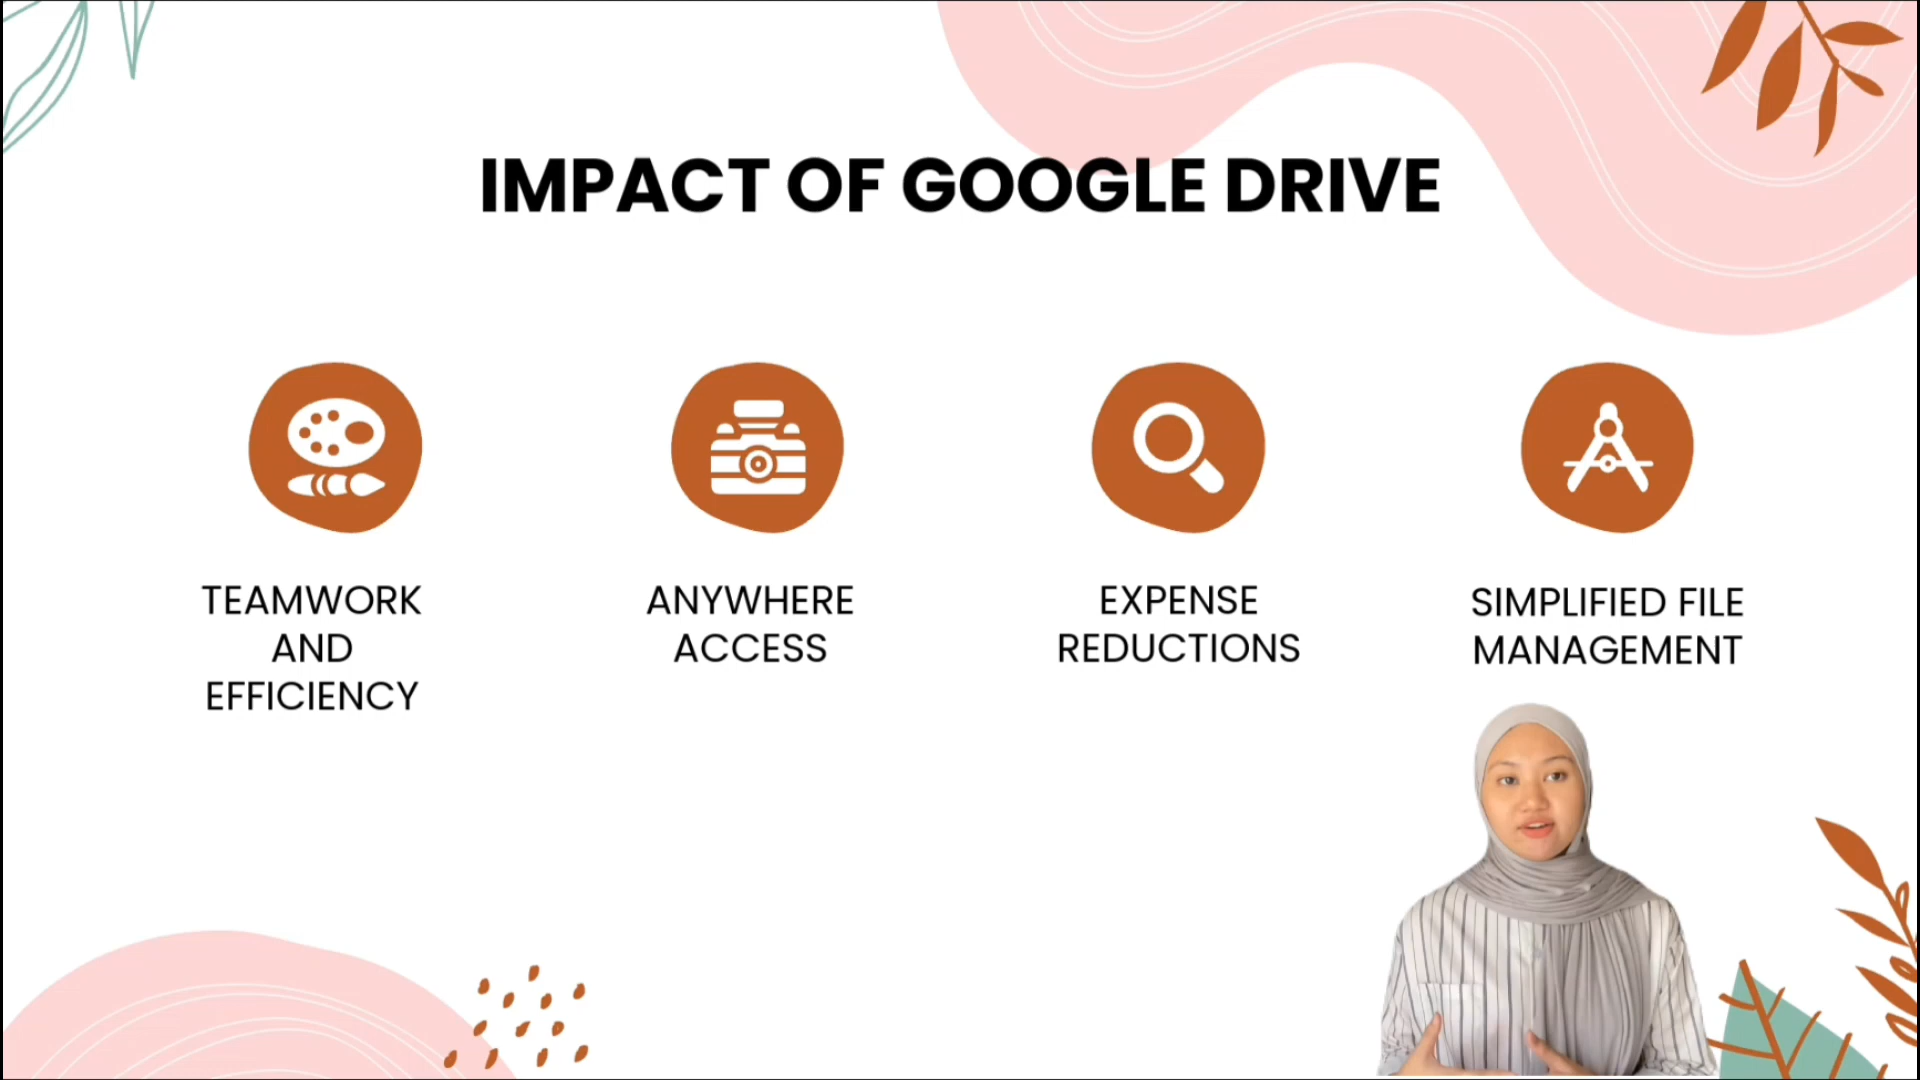 IMPACT OF GOOGLE DRIVE
TEAMWORK
AND
EFFICIENCY
ANYWHERE
ACCESS
EXPENSE
REDUCTIONS
SIMPLIFIED FILE
MANAGEMENT